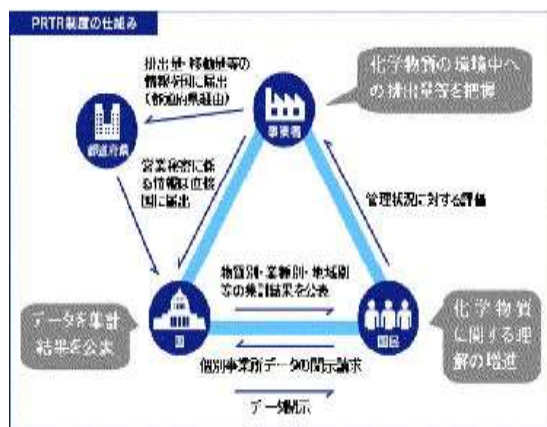 PRTR制度の仕組み
排出量・移動量等の
情報を国に届出
(都道府県経由)
化学物質の環境中へ
の排出量等を把握
事業者
都道府県
営業秘密に係
る情報は直接
国に届出
管理状況に対する評価
物質別・業種別・地域別
等の集計結果を公表
データを集計
結果を公表
国
国民
化学物質
に関する理
解の増進
個別事業所データの開示請求
データ開示